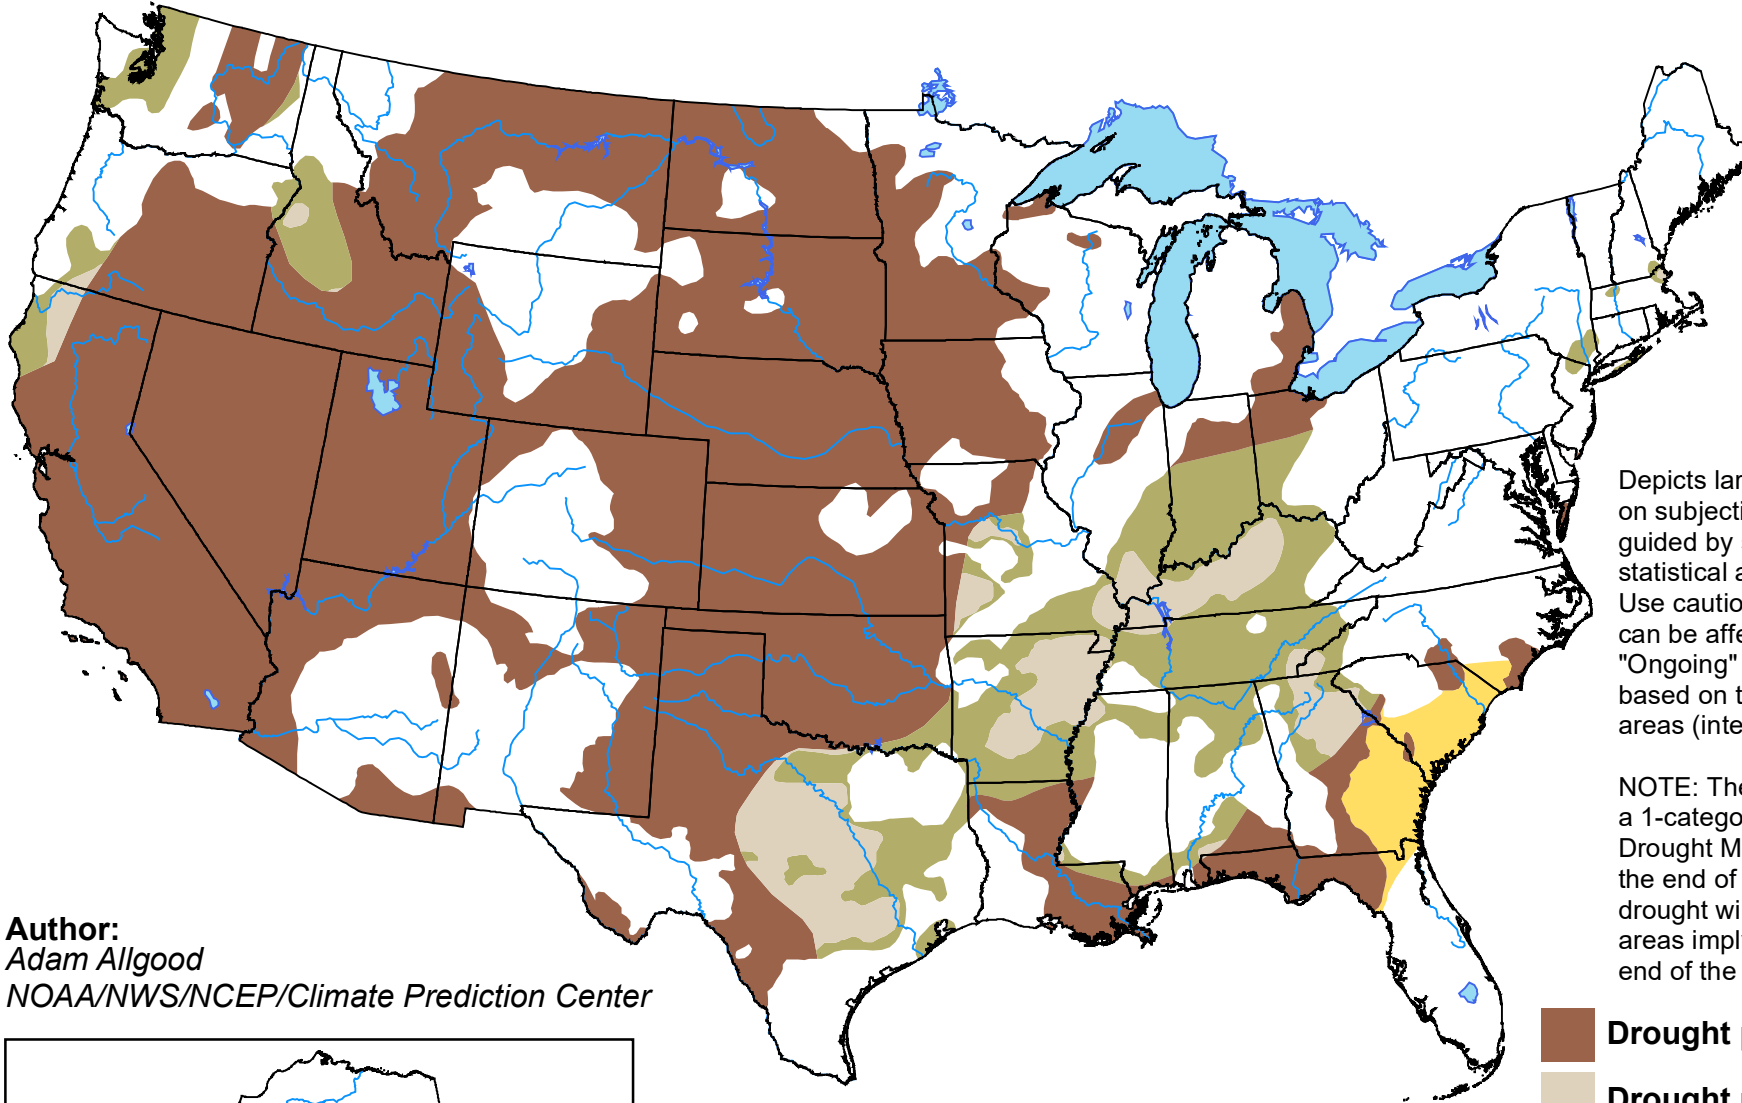 Depicts lar
on subjecti
guided by
statistical a
Use cautio
can be affe
"Ongoing"
based on t
areas (inte
NOTE: The
a 1-catego
Drought M
the end of
drought wi
areas impl
end of the
Author:
Adam Allgood
NOAA/NWS/NCEP/Climate Prediction Center
Drought
Drought